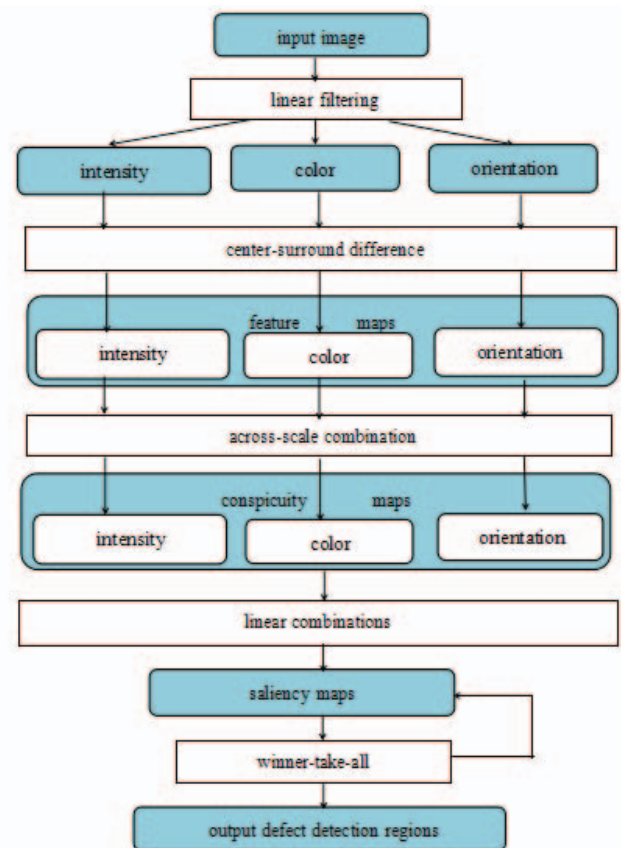 input image
linear filtering
intensity color orientation
center-surround difference
feature maps
intensity color orientation
across-scale combination
conspicuity maps
intensity color orientation
linear combinations
saliency maps
winner-take-all
output defect detection regions